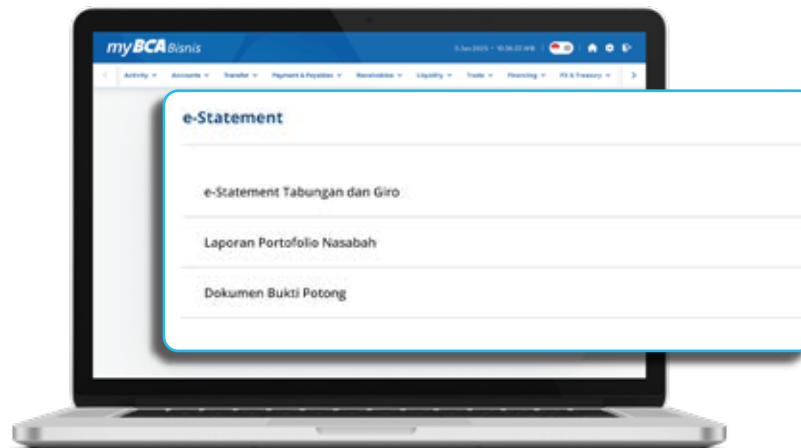 myBCA Bisnis
Activity Accounts Transfer Payment & Payables Receivables Liquidity Trade Financing FX & Treasury
e-Statement
e-Statement Tabungan dan Giro
Laporan Portofolio Nasabah
Dokumen Bukti Potong